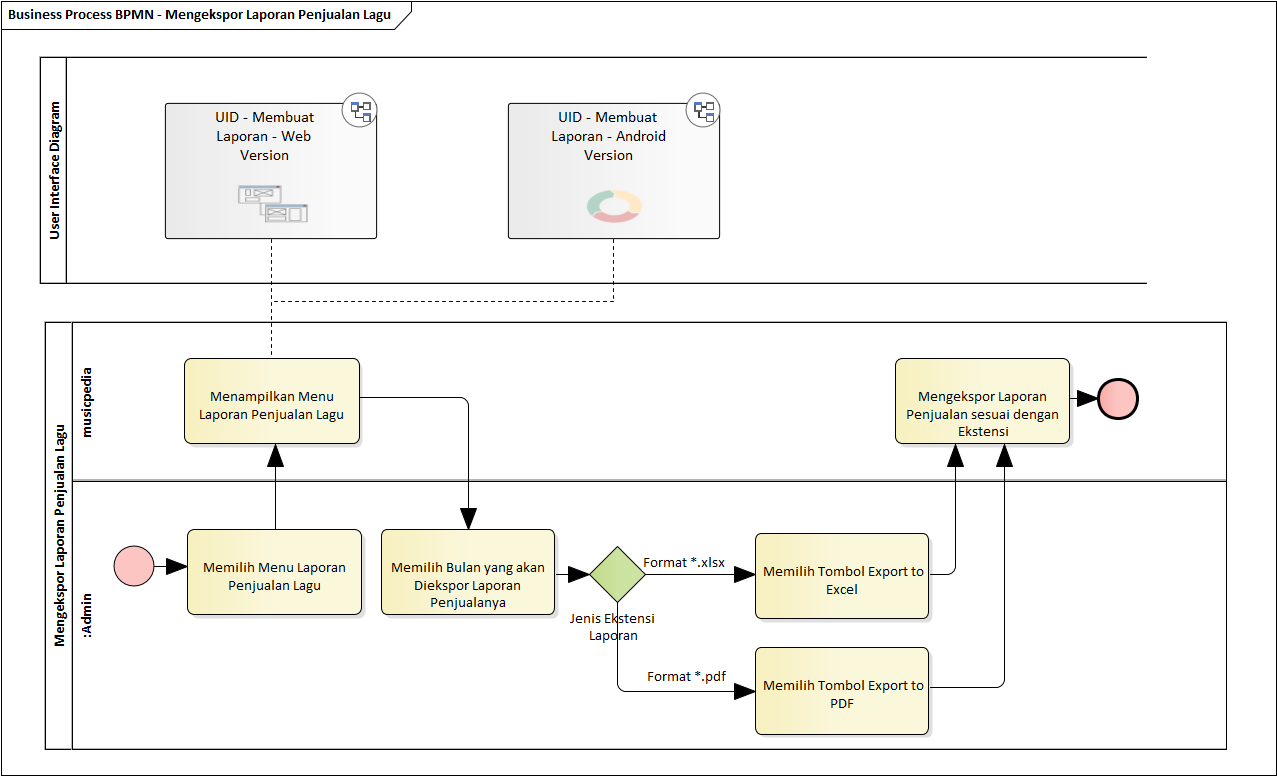 Business Process BPMN - Mengekspor Laporan Penjualan Lagu
User Interface Diagram
UID - Membuat
Laporan - Web
Version
UID - Membuat
Laporan - Android
Version
Mengekspor Laporan Penjualan Lagu
musicpedia
Menampilkan Menu
Laporan Penjualan Lagu
Mengekspor Laporan
Penjualan sesuai dengan
Ekstensi
:Admin
Memilih Menu Laporan
Penjualan Lagu
Memilih Bulan yang akan
Diekspor Laporan
Penjualanya
Jenis Ekstensi
Laporan
Format *.xlsx
Memilih Tombol Export to
Excel
Format *.pdf
Memilih Tombol Export to
PDF